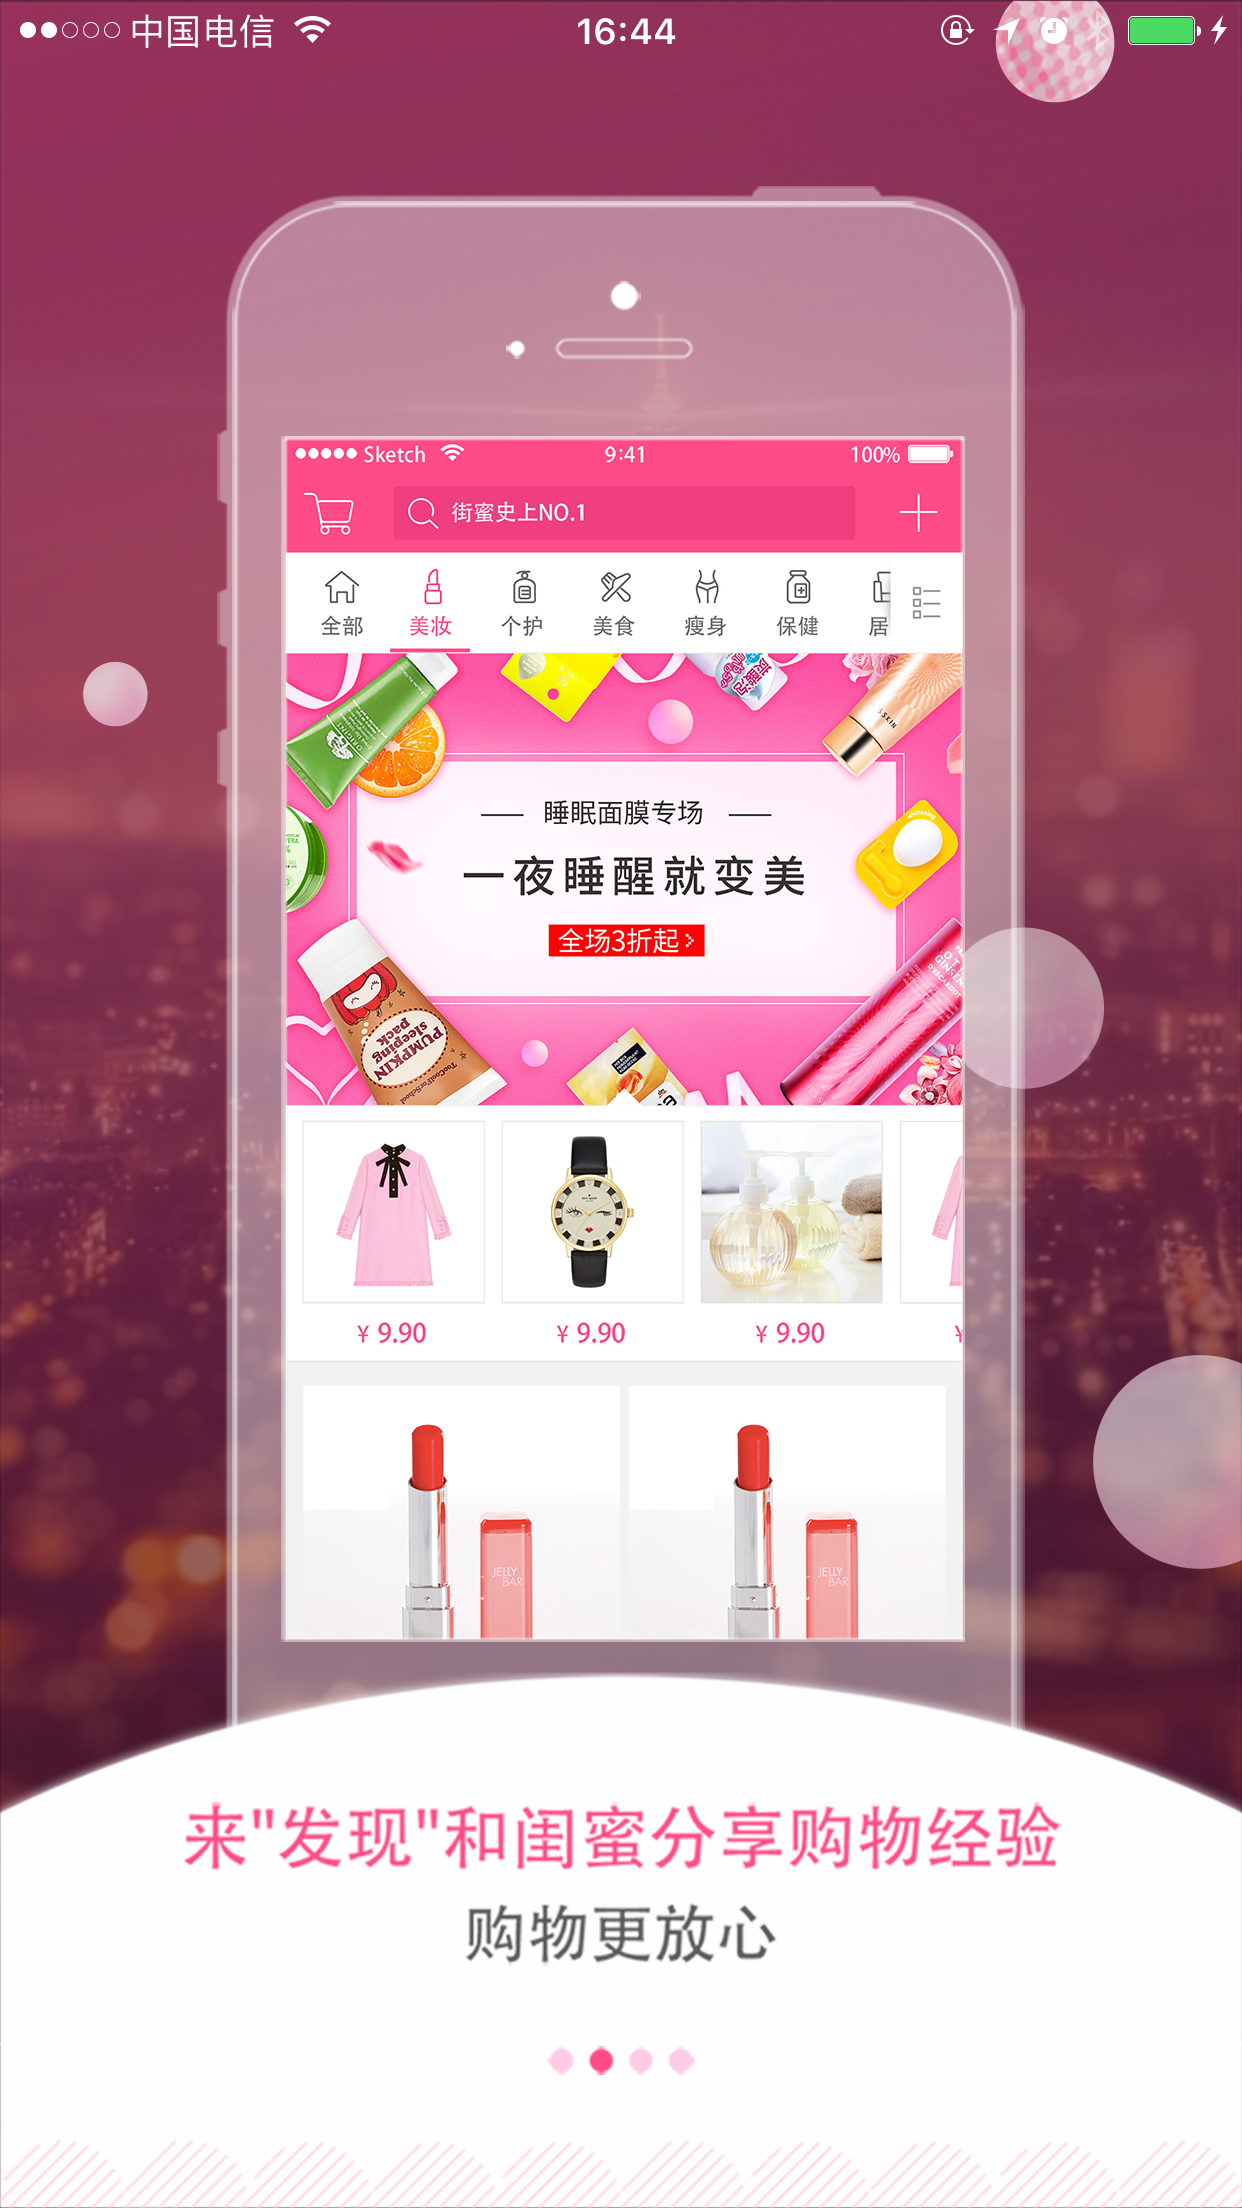 中国电信
16:44
Sketch
9:41
100%
街蜜史上NO.1
全部
美妆
个护
美食
瘦身
保健
居
ORIGINS
SSKIN
whitening
睡眠面膜专场
一夜睡醒就变美
全场3折起
PUMPKIN
sleeping
pack
TooCoolForSchool
¥ 9.90
¥ 9.90
¥ 9.90
¥
JELLY
BAR
JELLY
BAR
来"发现"和闺蜜分享购物经验
购物更放心